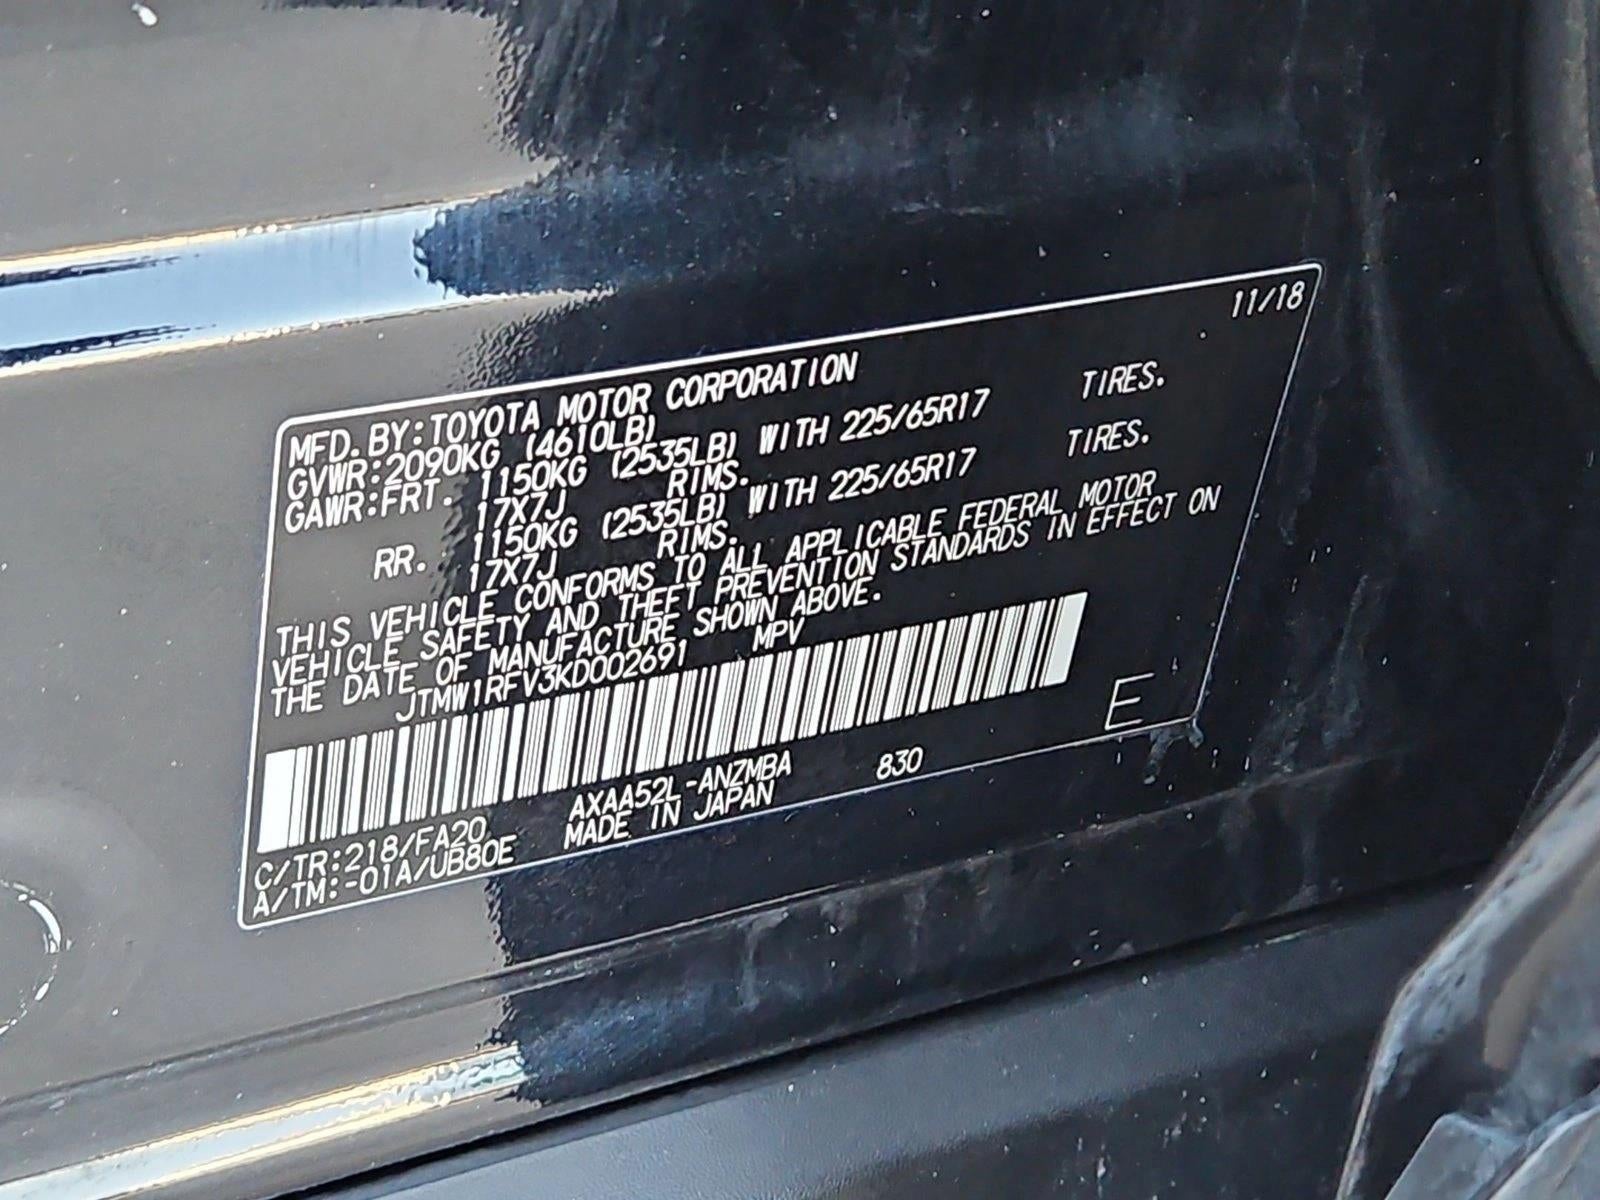 11/18
MFD. BY: TOYOTA MOTOR CORPORATION
GVWR: 2090KG (4610LB)
GAWR: FRT. 1150KG (2535LB) WITH 225/65R17 TIRES.
17X7J RIMS.
RR. 1150KG (2535LB) WITH 225/65R17 TIRES.
17X7J RIMS.
THIS VEHICLE CONFORMS TO ALL APPLICABLE FEDERAL MOTOR
VEHICLE SAFETY AND THEFT PREVENTION STANDARDS IN EFFECT ON
THE DATE OF MANUFACTURE SHOWN ABOVE.
JTMW1RFV3KD002691 MPV
E
C/TR: 218/FA20 AXAA52L-ANZMBA 830
A/TM: -01A/UB80E MADE IN JAPAN